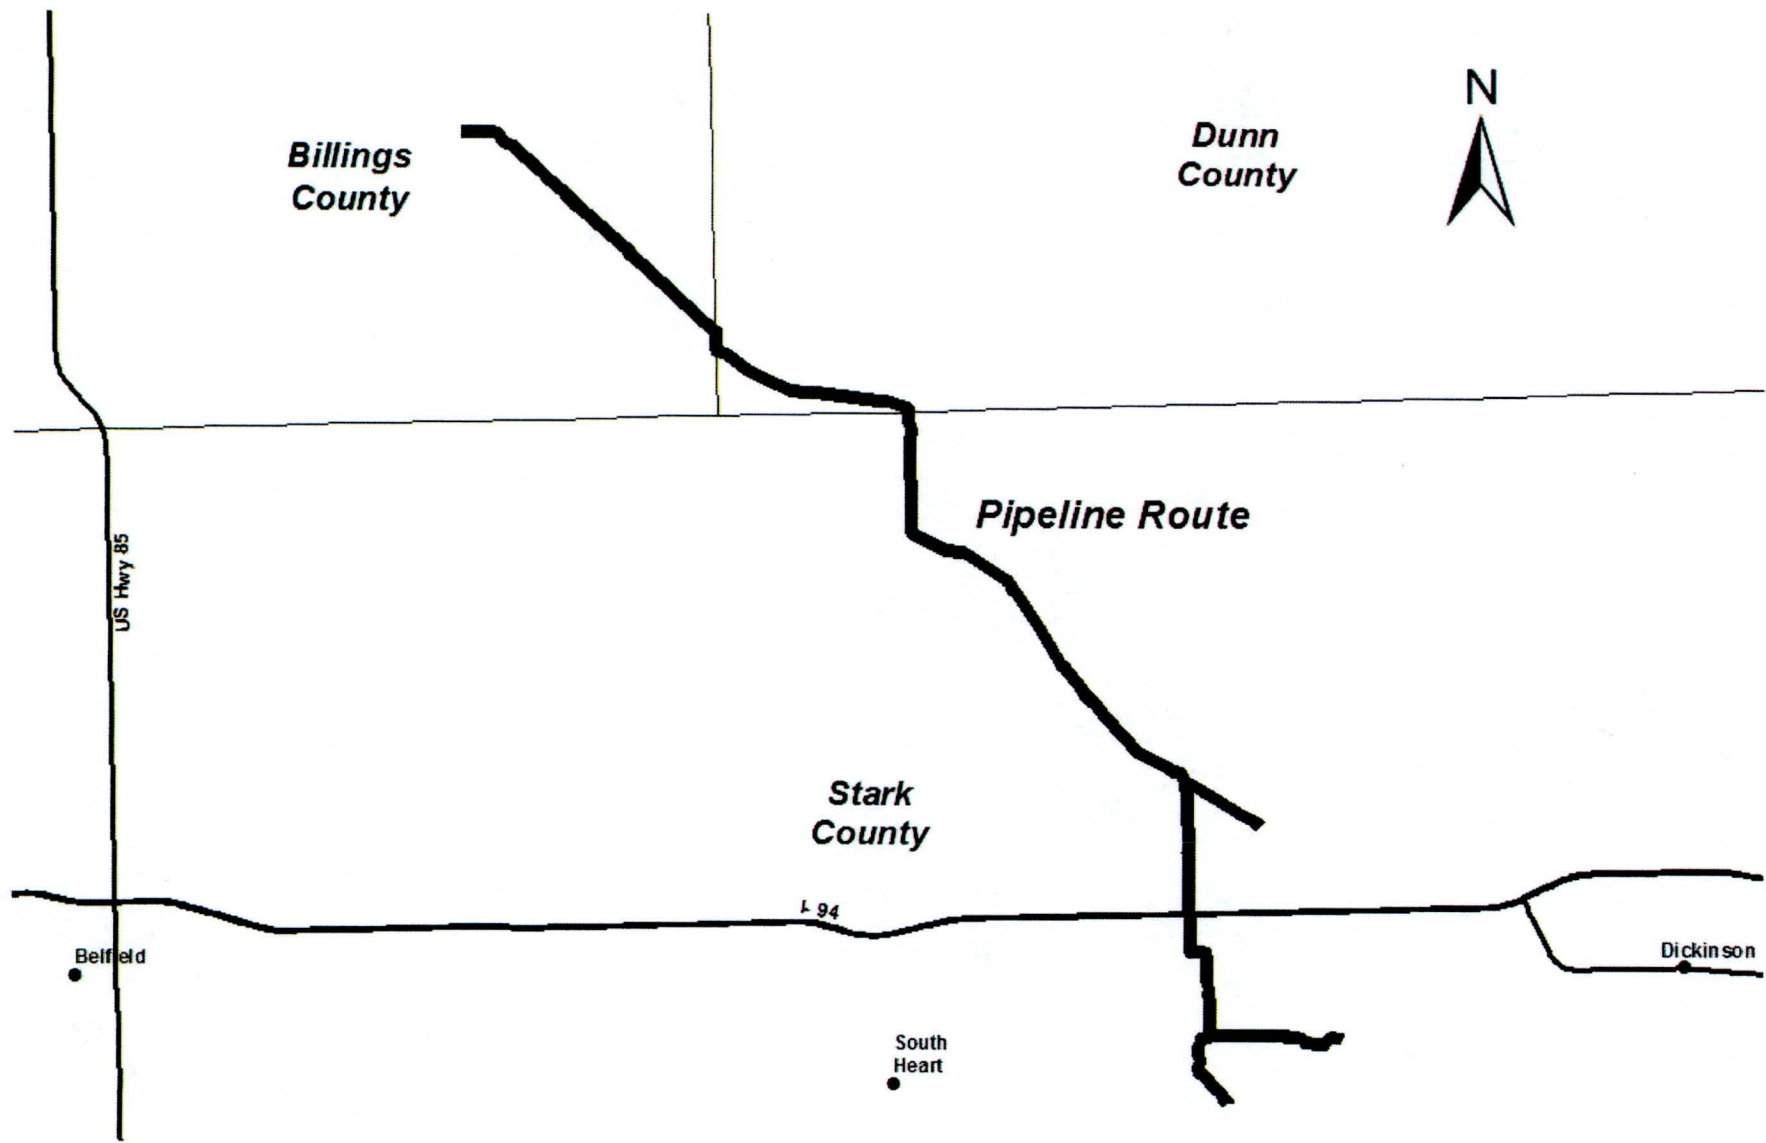 N
Billings
County
Dunn
County
Pipeline Route
US Hwy 85
Stark
County
I- 94
Belfield
Dickinson
South
Heart